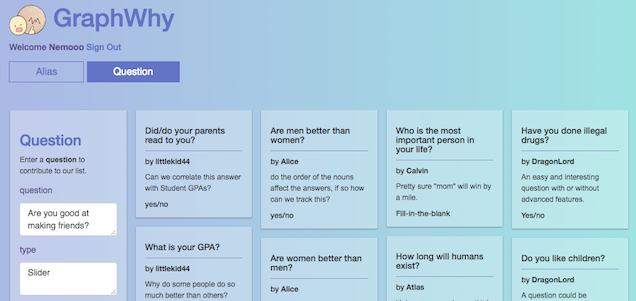 GraphWhy
Welcome Nemooo Sign Out
Alias
Question
Question
Enter a question to
contribute to our list.
question
Are you good at
making friends?
type
Slider
Did/do your parents
read to you?
by littlekid44
Can we correlate this answer
with Student GPAs?
yes/no
What is your GPA?
by littlekid44
Why do some people do so
much better than others?
Are men better than
women?
by Alice
do the order of the nouns
affect the answers, if so how
can we track this?
yes/no
Are women better than
men?
by Alice
Who is the most
important person in
your life?
by Calvin
Pretty sure "mom" will win by
a mile.
Fill-in-the-blank
How long will humans
exist?
by Atlas
Have you done illegal
drugs?
by DragonLord
An easy and interesting
question with or without
advanced features.
Yes/no
Do you like children?
by DragonLord
A question could be